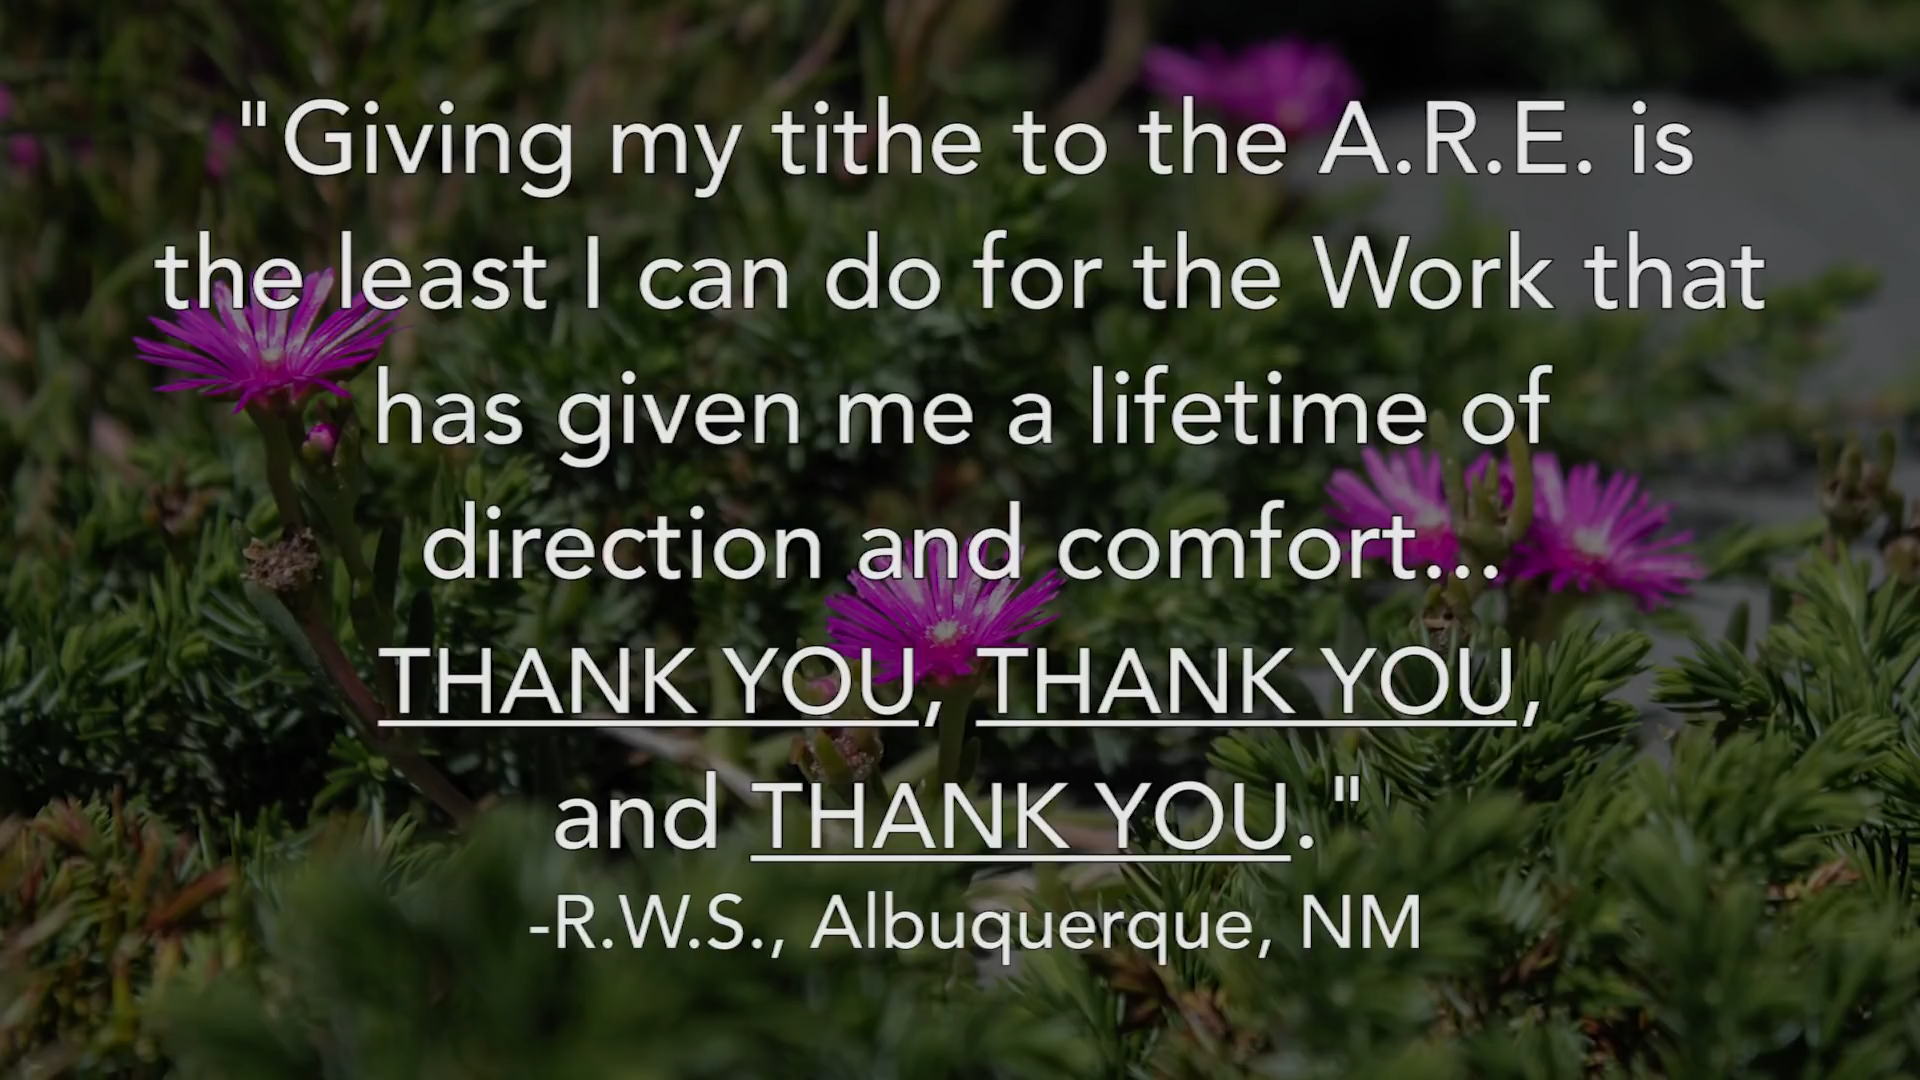 "Giving my tithe to the A.R.E. is
the least I can do for the Work that
has given me a lifetime of
direction and comfort...
THANK YOU, THANK YOU,
and THANK YOU."
-R.W.S., Albuquerque, NM